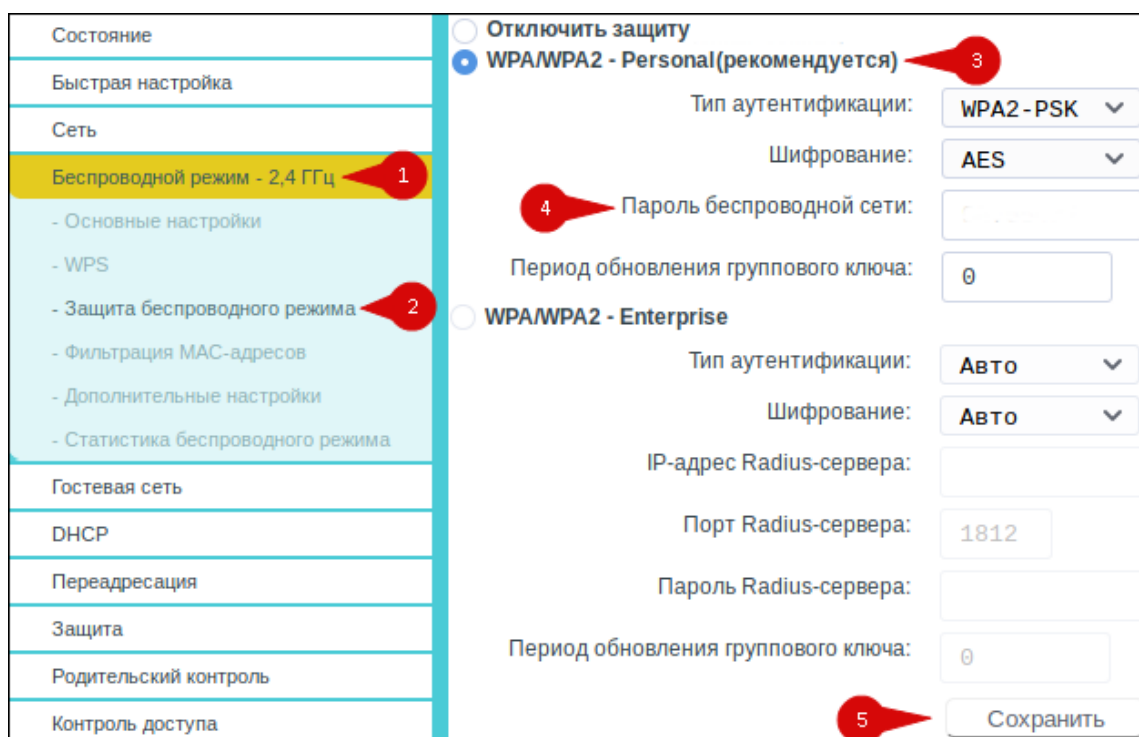 Состояние
Быстрая настройка
Сеть
Беспроводной режим - 2,4 ГГц
1
- Основные настройки
- WPS
- Защита беспроводного режима
2
- Фильтрация MAC-адресов
- Дополнительные настройки
- Статистика беспроводного режима
Гостевая сеть
DHCP
Переадресация
Защита
Родительский контроль
Контроль доступа
Отключить защиту
WPA/WPA2 - Personal(рекомендуется)
3
Тип аутентификации: WPA2-PSK
Шифрование: AES
4 Пароль беспроводной сети:
Период обновления группового ключа: 0
WPA/WPA2 - Enterprise
Тип аутентификации: Авто
Шифрование: Авто
IP-адрес Radius-сервера:
Порт Radius-сервера: 1812
Пароль Radius-сервера:
Период обновления группового ключа: 0
5 Сохранить